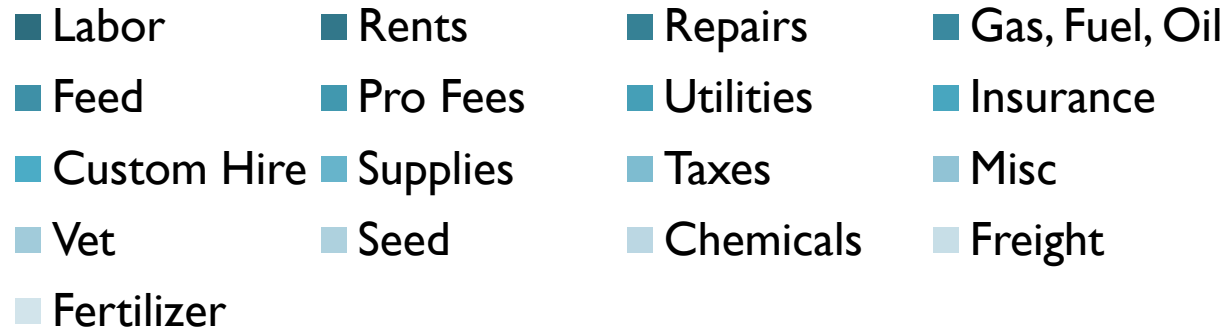 Labor Rents Repairs Gas, Fuel, Oil
Feed Pro Fees Utilities Insurance
Custom Hire Supplies Taxes Misc
Vet Seed Chemicals Freight
Fertilizer